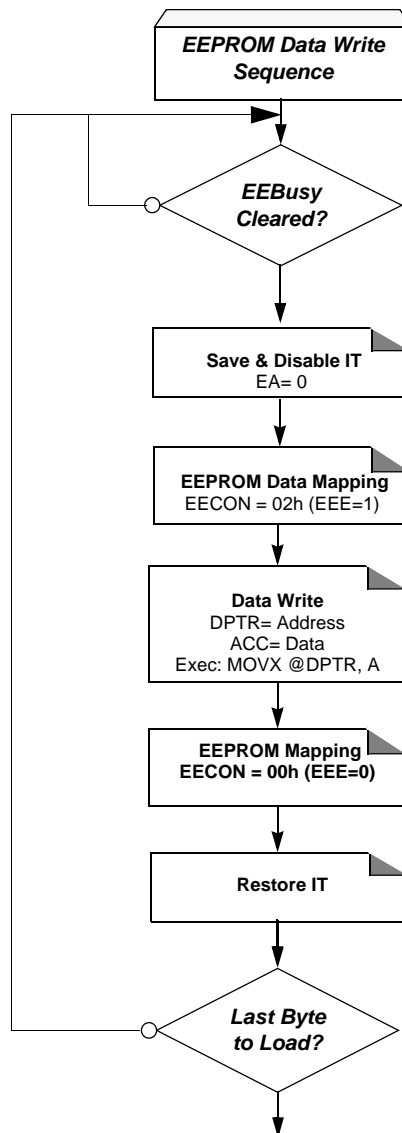 EEPROM Data Write
Sequence
EEBusy
Cleared?
Save & Disable IT
EA= 0
EEPROM Data Mapping
EECON = 02h (EEE=1)
Data Write
DPTR= Address
ACC= Data
Exec: MOVX @DPTR, A
EEPROM Mapping
EECON = 00h (EEE=0)
Restore IT
Last Byte
to Load?